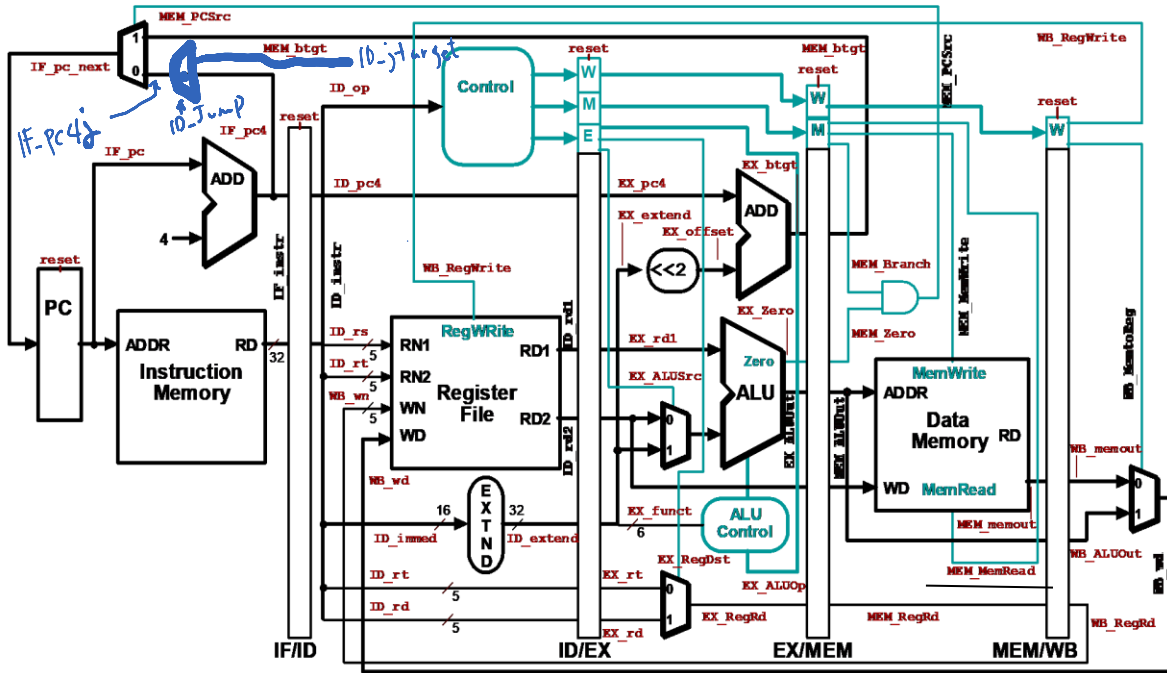 MEM_PCSrc
1
MEM_btgt
ID_jtarget
IF_pc_next
0
ID_Jump
IF_pc4j
IF_pc4
IF_pc
ADD
4
reset
reset
PC
ADDR
RD
32
Instruction
Memory
IF_instr
ID_instr
IF/ID
ID_op
Control
reset
W
M
E
ID_pc4
EX_pc4
WB_RegWrite
RegWRite
ID_rs
5
RN1
RD1
ID_rd1
ID_rt
5
RN2
Register
File
WB_wn
5
WN
RD2
ID_rd2
WD
WB_wd
16
ID_immed
EXTND
32
ID_extend
ID_rt
5
ID_rd
5
ID/EX
EX_extend
EX_offset
<<2
EX_btgt
ADD
EX_rd1
EX_ALUSrc
0
1
Zero
ALU
EX_Zero
EX_ALUOut
EX_funct
6
ALU
Control
EX_RegDst
EX_ALUOp
EX_rt
0
1
EX_rd
EX_RegRd
MEM_btgt
reset
W
M
EX/MEM
MEM_PCSrc
MEM_Branch
MEM_Zero
MEM_MemWrite
MEM_ALUOut
MemWrite
ADDR
Data
Memory
RD
WD
MemRead
MEM_memout
MEM_MemRead
MEM_RegRd
reset
W
MEM/WB
WB_RegWrite
WB_MemtoReg
WB_memout
0
1
WB_ALUOut
WB_RegRd
WB_wd